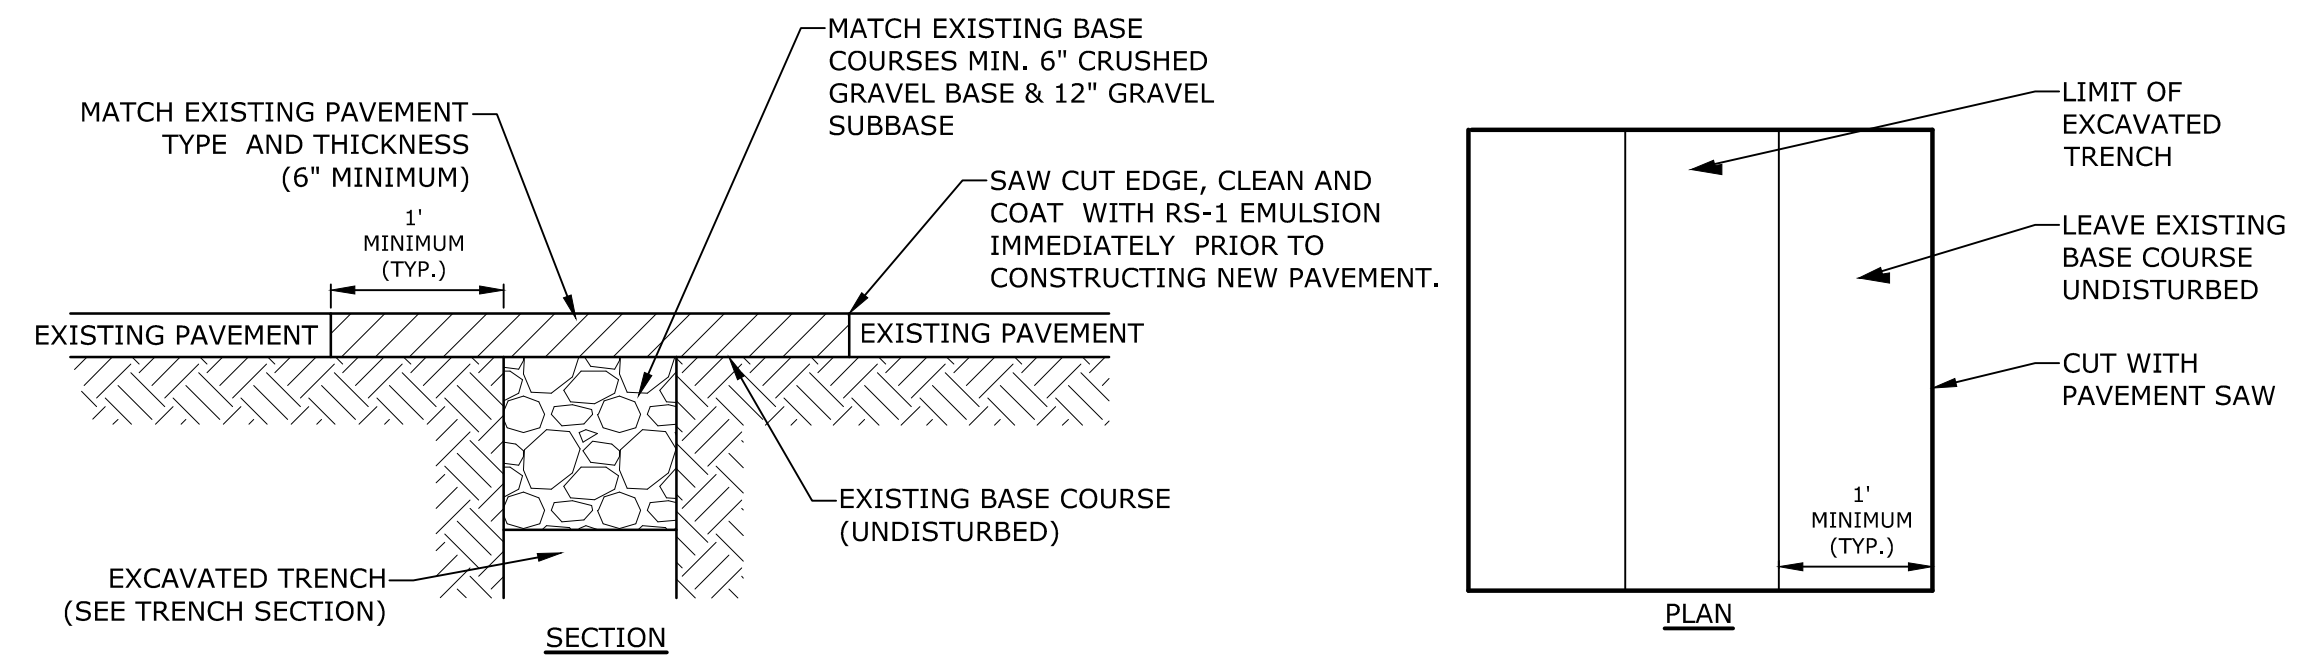 MATCH EXISTING BASE
COURSES MIN. 6" CRUSHED
GRAVEL BASE & 12" GRAVEL
SUBBASE
MATCH EXISTING PAVEMENT
TYPE AND THICKNESS
(6" MINIMUM)
1'
MINIMUM
(TYP.)
SAW CUT EDGE, CLEAN AND
COAT WITH RS-1 EMULSION
IMMEDIATELY PRIOR TO
CONSTRUCTING NEW PAVEMENT.
EXISTING PAVEMENT
EXISTING PAVEMENT
EXISTING BASE COURSE
(UNDISTURBED)
EXCAVATED TRENCH
(SEE TRENCH SECTION)
SECTION
LIMIT OF
EXCAVATED
TRENCH
LEAVE EXISTING
BASE COURSE
UNDISTURBED
CUT WITH
PAVEMENT SAW
1'
MINIMUM
(TYP.)
PLAN